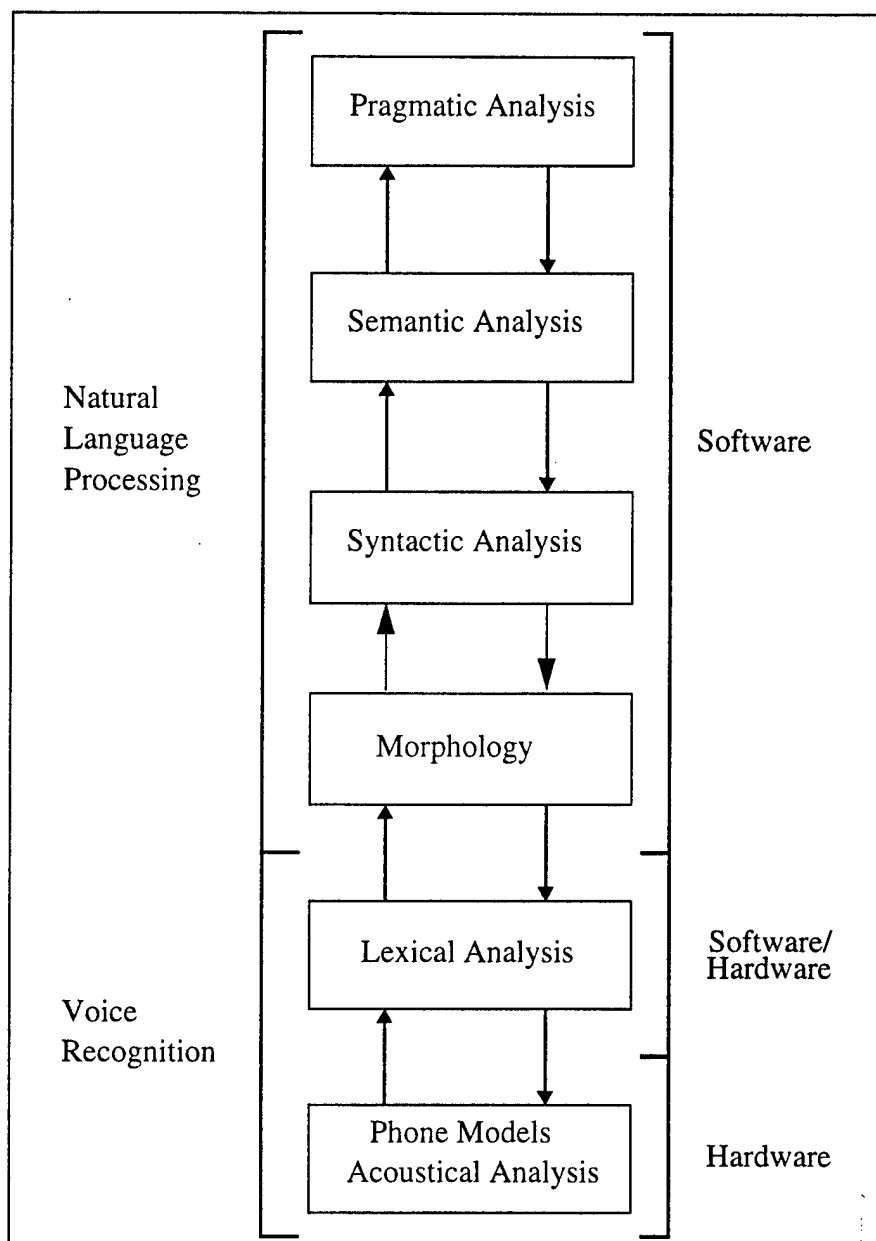 Pragmatic Analysis
Semantic Analysis
Natural
Language
Processing
Software
Syntactic Analysis
Morphology
Lexical Analysis
Software/
Hardware
Voice
Recognition
Phone Models
Acoustical Analysis
Hardware